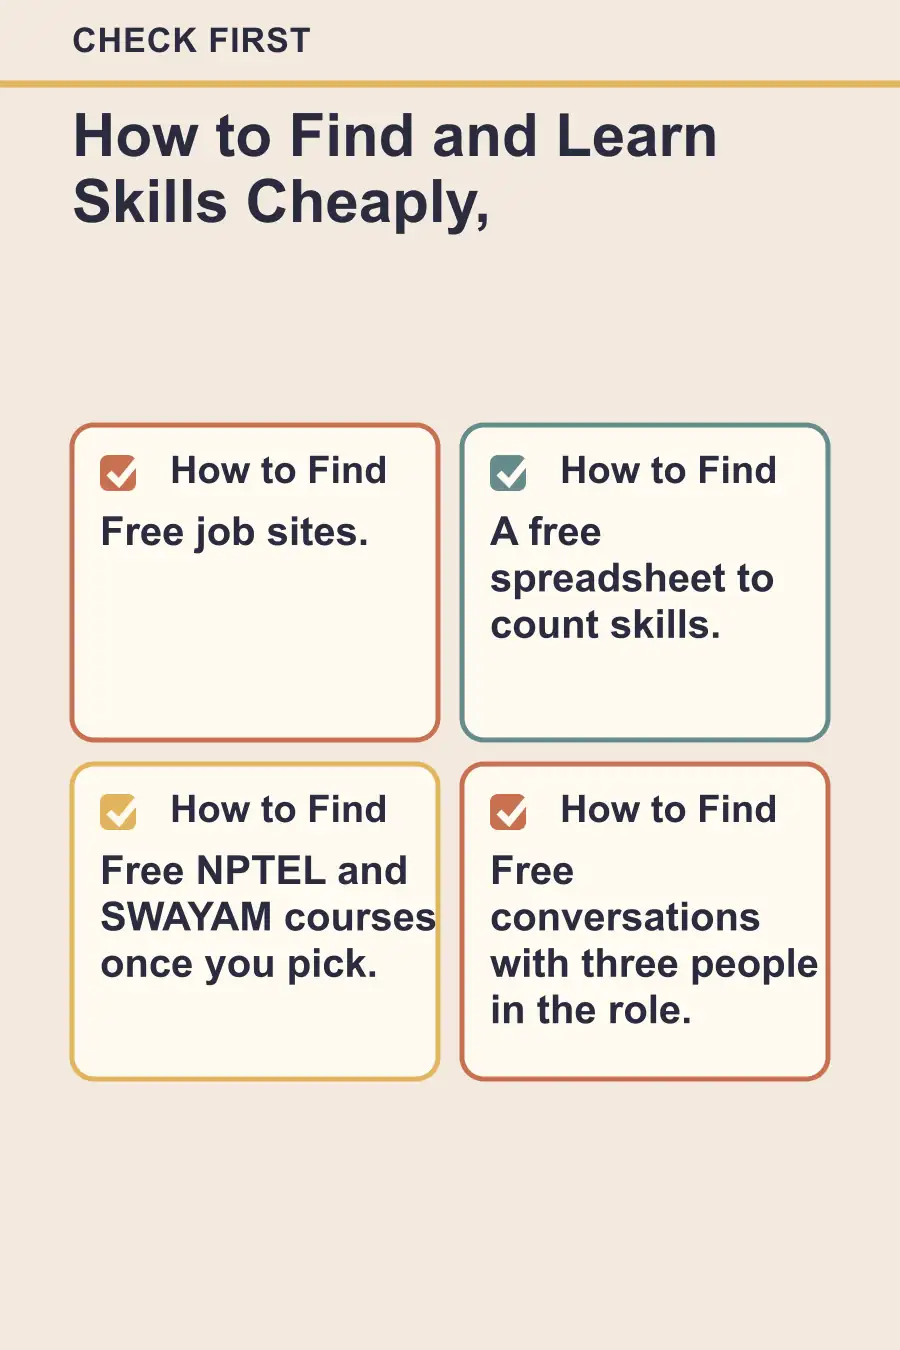 CHECK FIRST
How to Find and Learn
Skills Cheaply,
How to Find
Free job sites.
How to Find
A free
spreadsheet to
count skills.
How to Find
Free NPTEL and
SWAYAM courses
once you pick.
How to Find
Free
conversations
with three people
in the role.